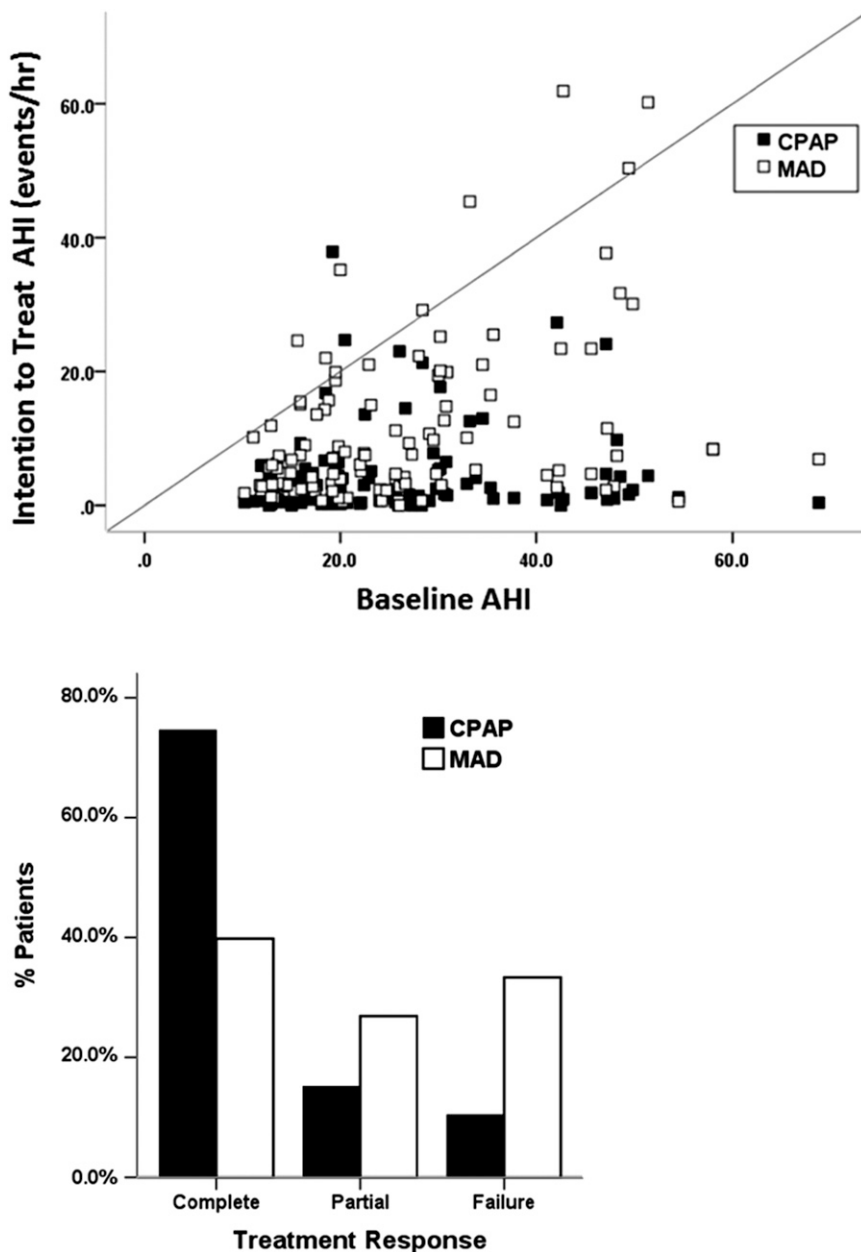 Intention to Treat AHI (events/hr)
60.0
40.0
20.0
.0
CPAP
MAD
.0
20.0
40.0
60.0
Baseline AHI
% Patients
80.0%
60.0%
40.0%
20.0%
0.0%
CPAP
MAD
Complete
Partial
Failure
Treatment Response